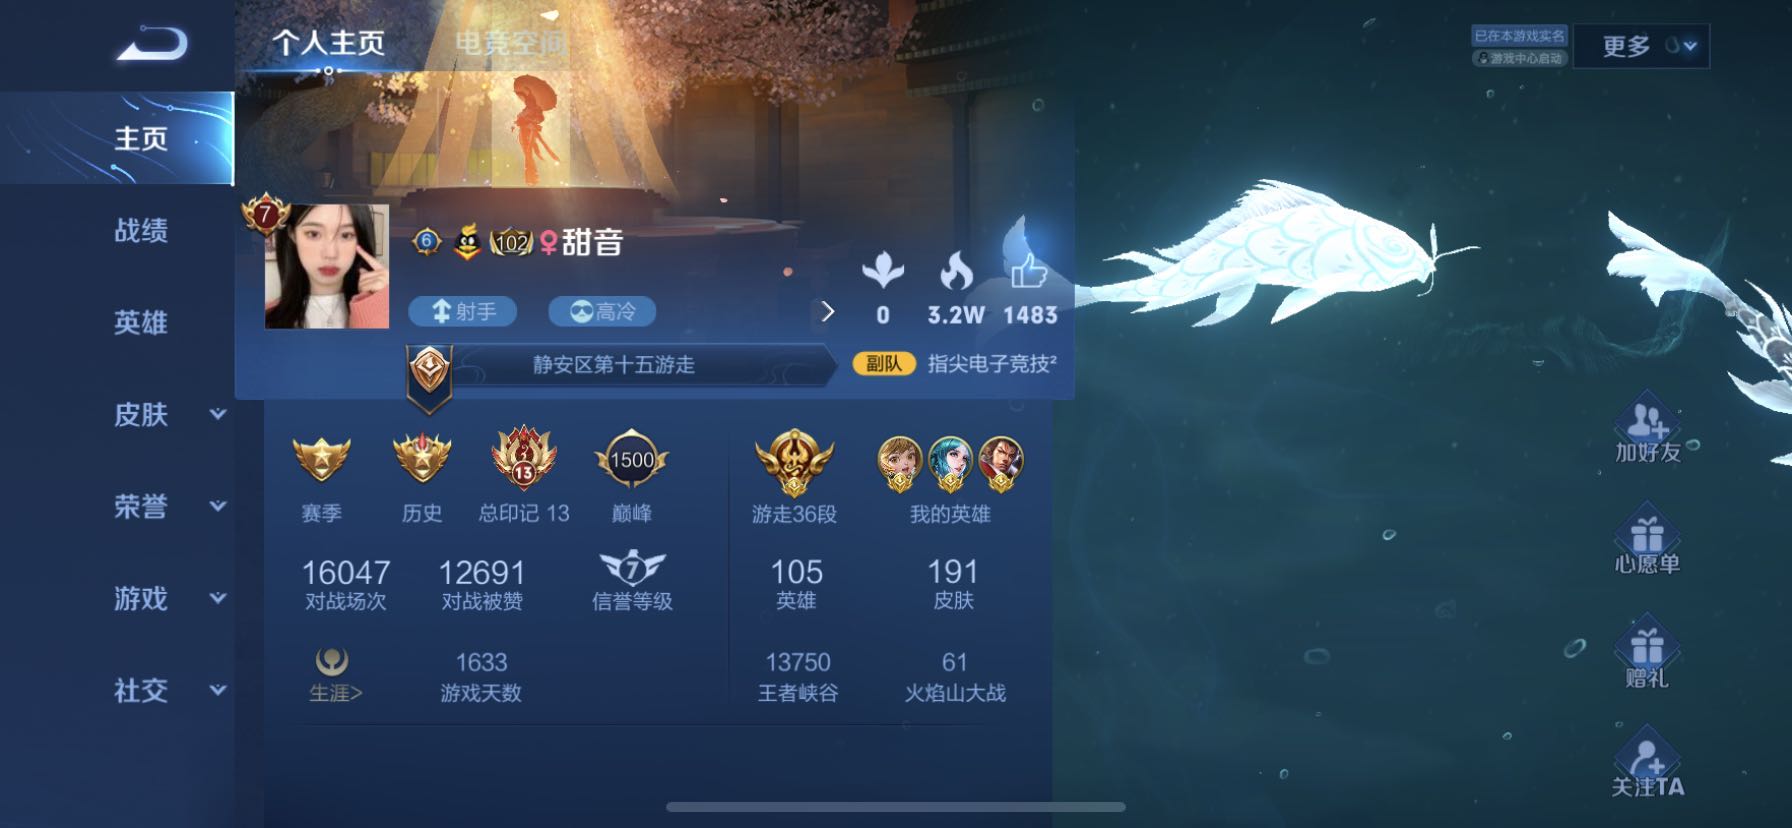 个人主页
电竞空间
已在本游戏实名
游戏中心启动
更多
主页
战绩
英雄
皮肤
荣誉
游戏
社交
7
6
102
甜音
射手
高冷
0
3.2W
1483
静安区第十五游走
副队
指尖电子竞技²
13
1500
赛季
历史
总印记 13
巅峰
游走36段
我的英雄
16047
对战场次
12691
对战被赞
7
信誉等级
105
英雄
191
皮肤
生涯>
1633
游戏天数
13750
王者峡谷
61
火焰山大战
加好友
心愿单
赠礼
关注TA